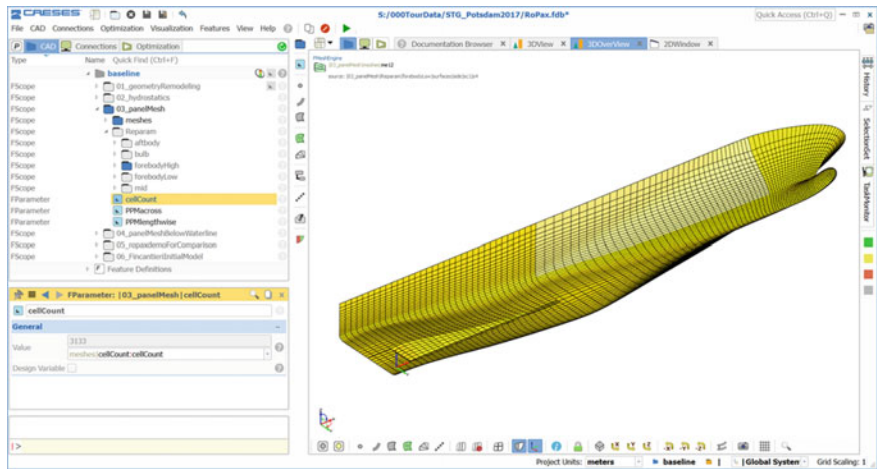 CAESES
S:/000TourData/STG_Potsdam2017/RoPax.fdb*
Quick Access (Ctrl+Q)
File CAD Connections Optimization Visualization Features View Help
CAD Connections Optimization
Documentation Browser 3DView 3DOverView 2DWindow
Type Name Quick Find (Ctrl+F)
baseline
FScope 01_geometryRemodeling
FScope 02_hydrostatics
FScope 03_panelMesh
FScope meshes
FScope Reparam
FScope aftbody
FScope bulb
FScope forebodyHigh
FScope forebodyLow
FScope mid
FParameter cellCount
FParameter PPMacross
FParameter PPMlengthwise
FScope 04_panelMeshBelowWaterline
FScope 05_ropaxdemoForComparison
FScope 06_FincantieriInitialModel
Feature Definitions
FMeshEngine
FParameter: |03_panelMesh|cellCount
cellCount
General
Value 3133
meshes|cellCount:cellCount
Design Variable
History
SelectionSet
TaskMonitor
Project Units: meters baseline |Global System Grid Scaling: 1